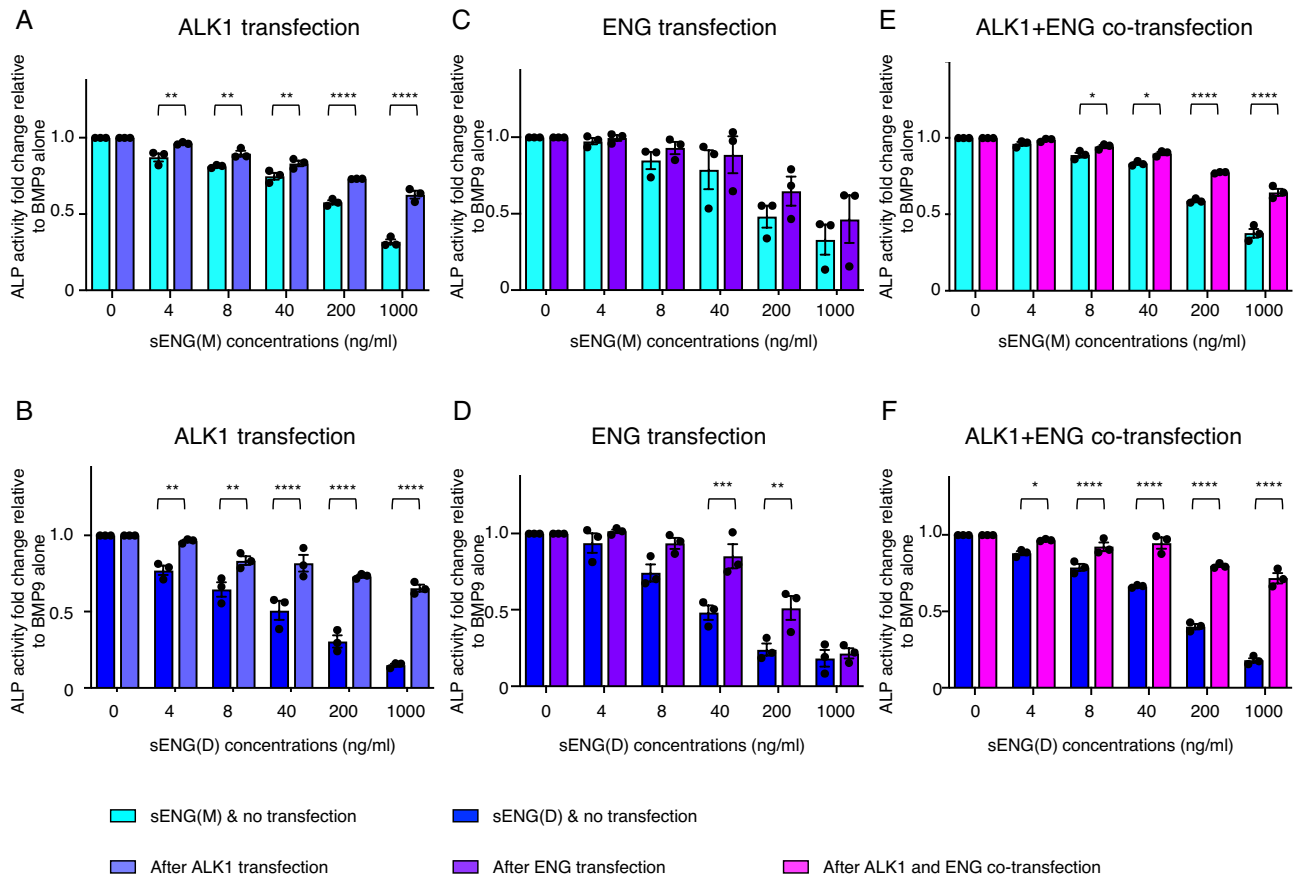 A
ALK1 transfection
ALP activity fold change relative
to BMP9 alone
1.0
0.5
0
** ** ** **** ****
0 4 8 40 200 1000
sENG(M) concentrations (ng/ml)
C
ENG transfection
ALP activity fold change relative
to BMP9 alone
1.0
0.5
0
0 4 8 40 200 1000
sENG(M) concentrations (ng/ml)
E
ALK1+ENG co-transfection
ALP activity fold change relative
to BMP9 alone
1.0
0.5
0
* * **** ****
0 4 8 40 200 1000
sENG(M) concentrations (ng/ml)
B
ALK1 transfection
ALP activity fold change relative
to BMP9 alone
1.0
0.5
0
** ** **** **** ****
0 4 8 40 200 1000
sENG(D) concentrations (ng/ml)
D
ENG transfection
ALP activity fold change relative
to BMP9 alone
1.0
0.5
0
*** **
0 4 8 40 200 1000
sENG(D) concentrations (ng/ml)
F
ALK1+ENG co-transfection
ALP activity fold change relative
to BMP9 alone
1.0
0.5
0
* **** **** **** ****
0 4 8 40 200 1000
sENG(D) concentrations (ng/ml)
sENG(M) & no transfection
sENG(D) & no transfection
After ALK1 transfection
After ENG transfection
After ALK1 and ENG co-transfection